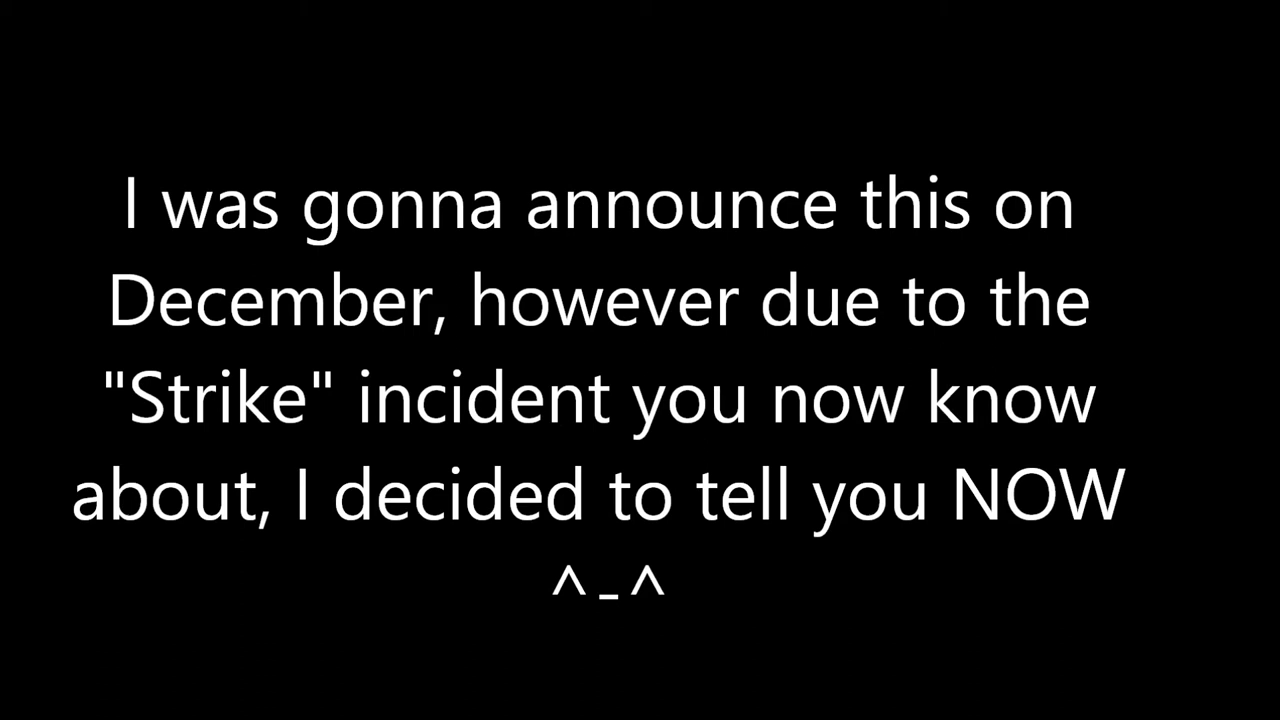 I was gonna announce this on
December, however due to the
"Strike" incident you now know
about, I decided to tell you NOW
^-^